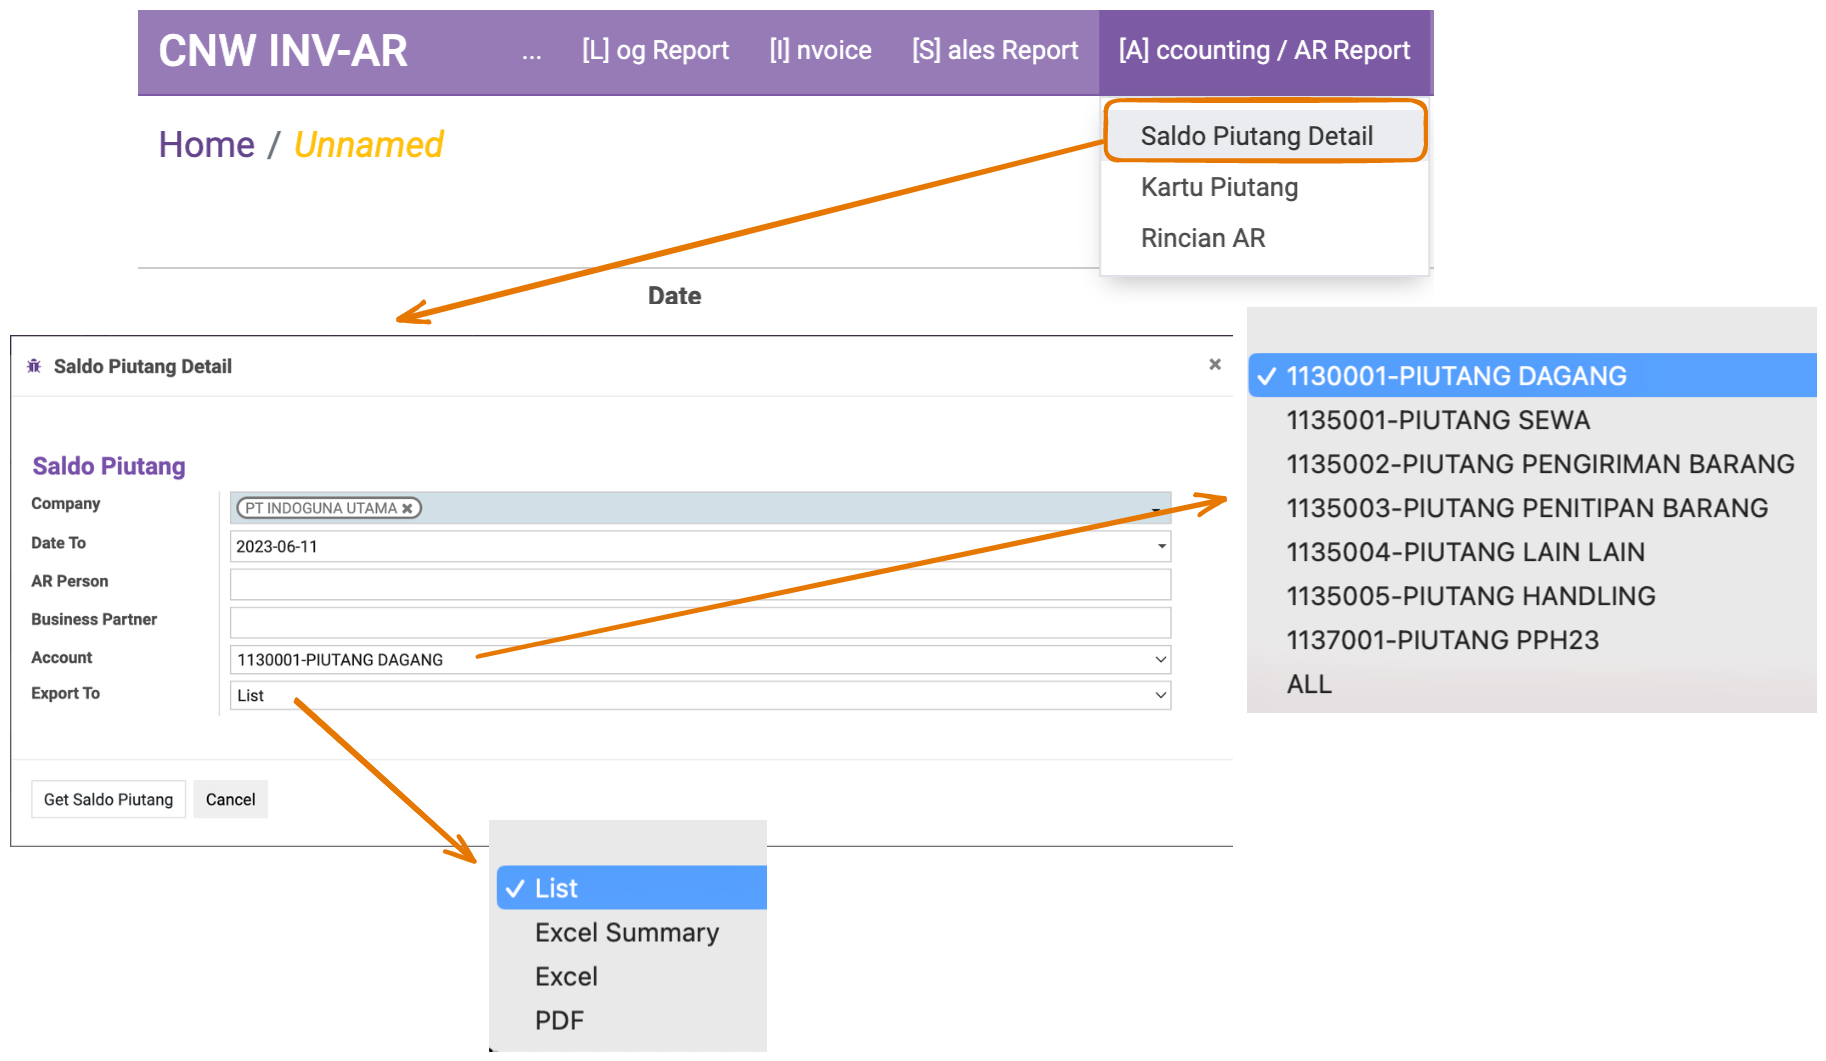 CNW INV-AR ... [L] og Report [I] nvoice [S] ales Report [A] ccounting / AR Report
Home / Unnamed
Saldo Piutang Detail
Kartu Piutang
Rincian AR
Date
Saldo Piutang Detail
Saldo Piutang
Company PT INDOGUNA UTAMA
Date To 2023-06-11
AR Person
Business Partner
Account 1130001-PIUTANG DAGANG
Export To List
Get Saldo Piutang Cancel
1130001-PIUTANG DAGANG
1135001-PIUTANG SEWA
1135002-PIUTANG PENGIRIMAN BARANG
1135003-PIUTANG PENITIPAN BARANG
1135004-PIUTANG LAIN LAIN
1135005-PIUTANG HANDLING
1137001-PIUTANG PPH23
ALL
List
Excel Summary
Excel
PDF